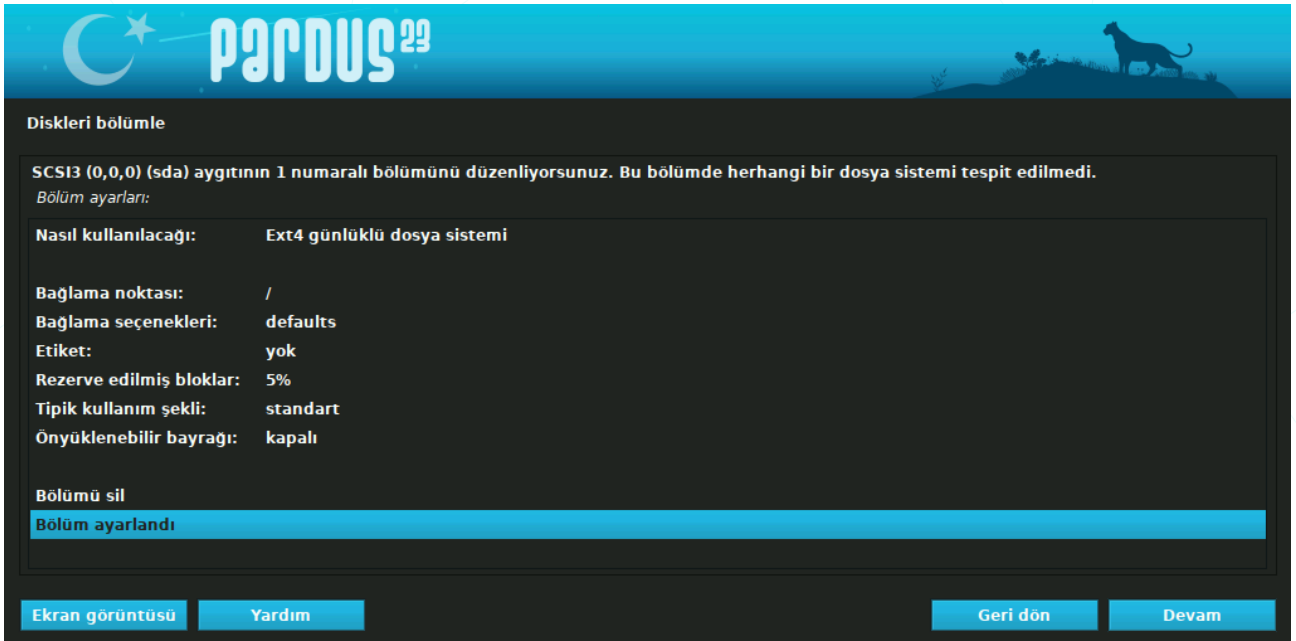 PARDUS 23
Diskleri bölümle
SCSI3 (0,0,0) (sda) aygıtının 1 numaralı bölümünü düzenliyorsunuz. Bu bölümde herhangi bir dosya sistemi tespit edilmedi.
Bölüm ayarları:
Nasıl kullanılacağı: Ext4 günlüklü dosya sistemi
Bağlama noktası: /
Bağlama seçenekleri: defaults
Etiket: yok
Rezerve edilmiş bloklar: 5%
Tipik kullanım şekli: standart
Önyüklenebilir bayrağı: kapalı
Bölümü sil
Bölüm ayarlandı
Ekran görüntüsü Yardım Geri dön Devam